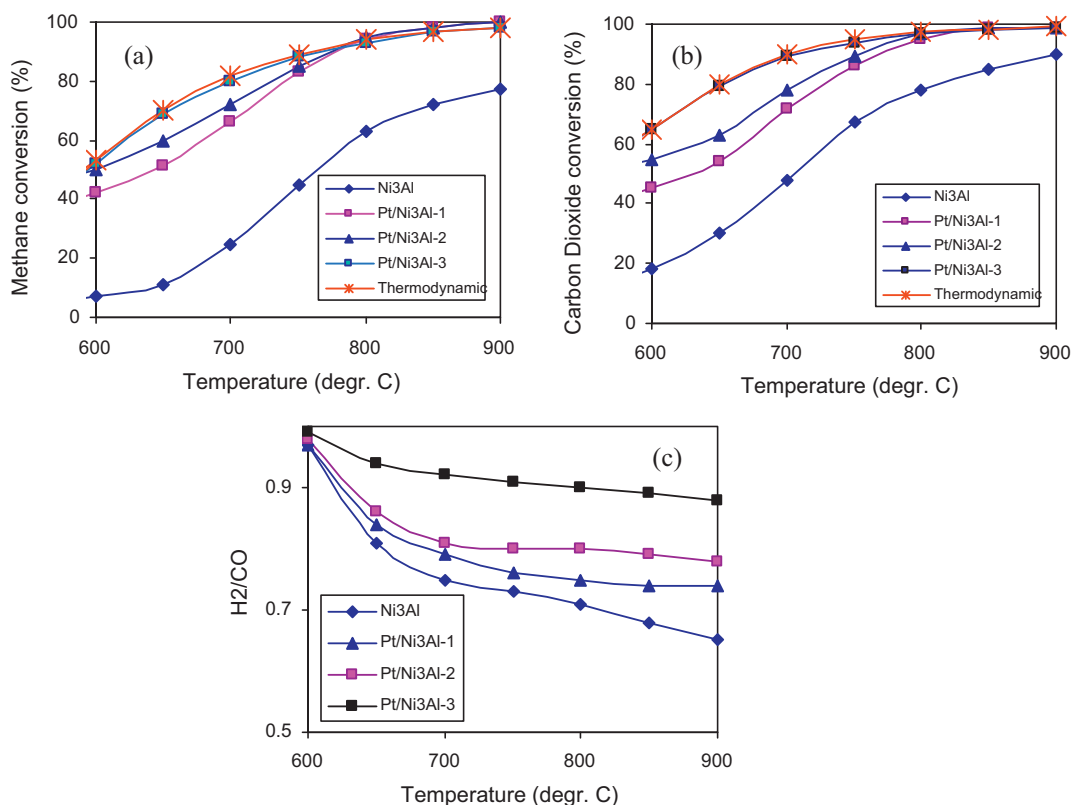 100
80
60
40
20
0
(a)
Methane conversion (%)
Ni3Al
Pt/Ni3Al-1
Pt/Ni3Al-2
Pt/Ni3Al-3
Thermodynamic
600 700 800 900
Temperature (degr. C)
100
80
60
40
20
0
(b)
Carbon Dioxide conversion (%)
Ni3Al
Pt/Ni3Al-1
Pt/Ni3Al-2
Pt/Ni3Al-3
Thermodynamic
600 700 800 900
Temperature (degr. C)
(c)
0.9
0.7
0.5
H2/CO
Ni3Al
Pt/Ni3Al-1
Pt/Ni3Al-2
Pt/Ni3Al-3
600 700 800 900
Temperature (degr. C)